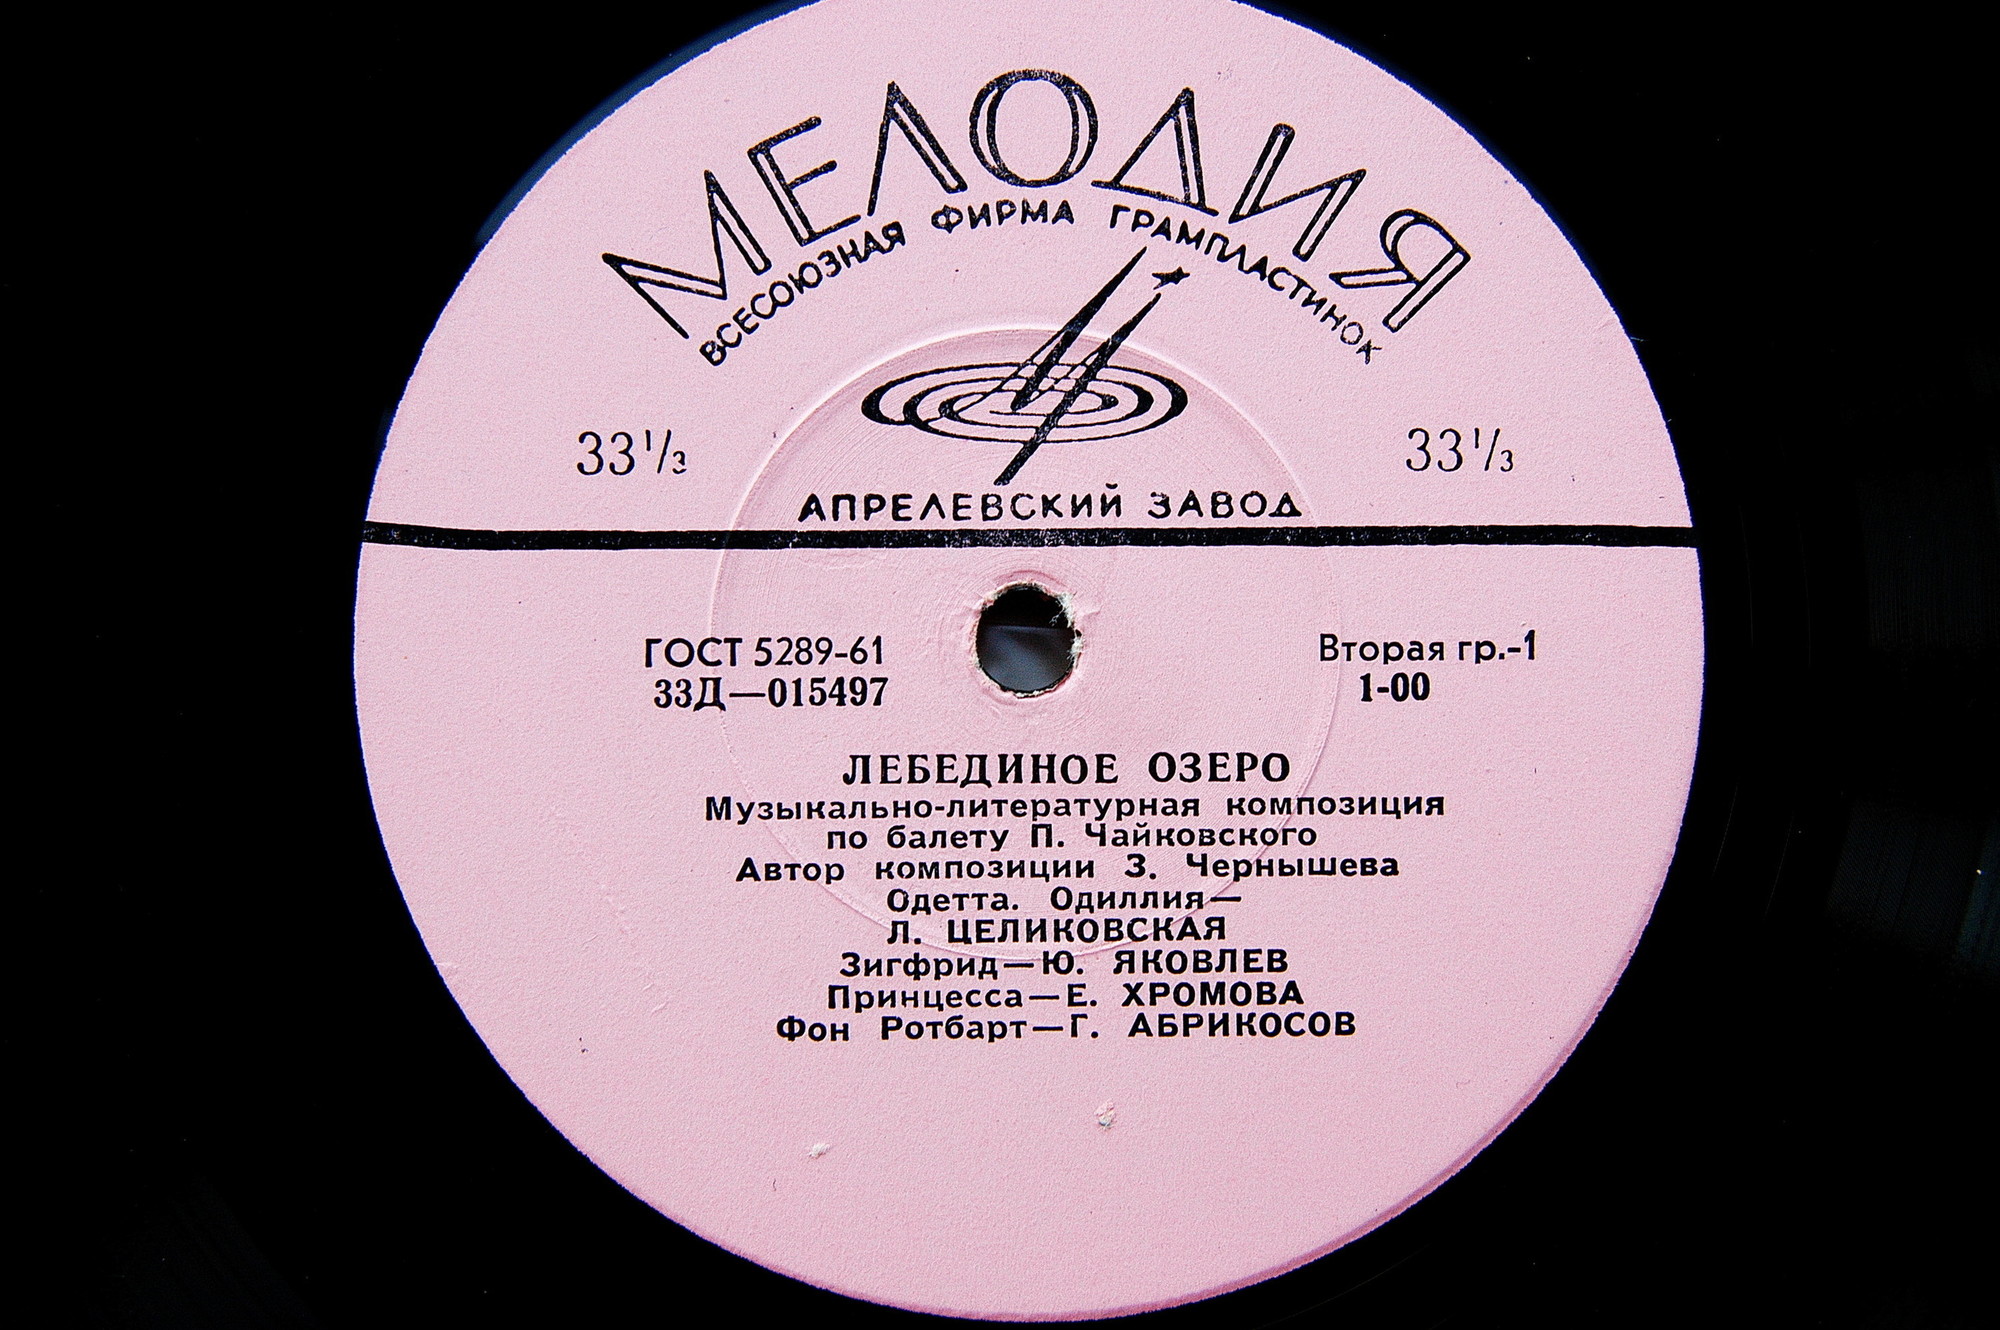 МЕЛОДИЯ
ВСЕСОЮЗНАЯ ФИРМА ГРАМПЛАСТИНОК
33⅓ 33⅓
АПРЕЛЕВСКИЙ ЗАВОД
ГОСТ 5289-61 Вторая гр.-1
33Д—015497 1-00
ЛЕБЕДИНОЕ ОЗЕРО
Музыкально-литературная композиция
по балету П. Чайковского
Автор композиции З. Чернышева
Одетта. Одиллия—
Л. ЦЕЛИКОВСКАЯ
Зигфрид—Ю. ЯКОВЛЕВ
Принцесса—Е. ХРОМОВА
Фон Ротбарт—Г. АБРИКОСОВ